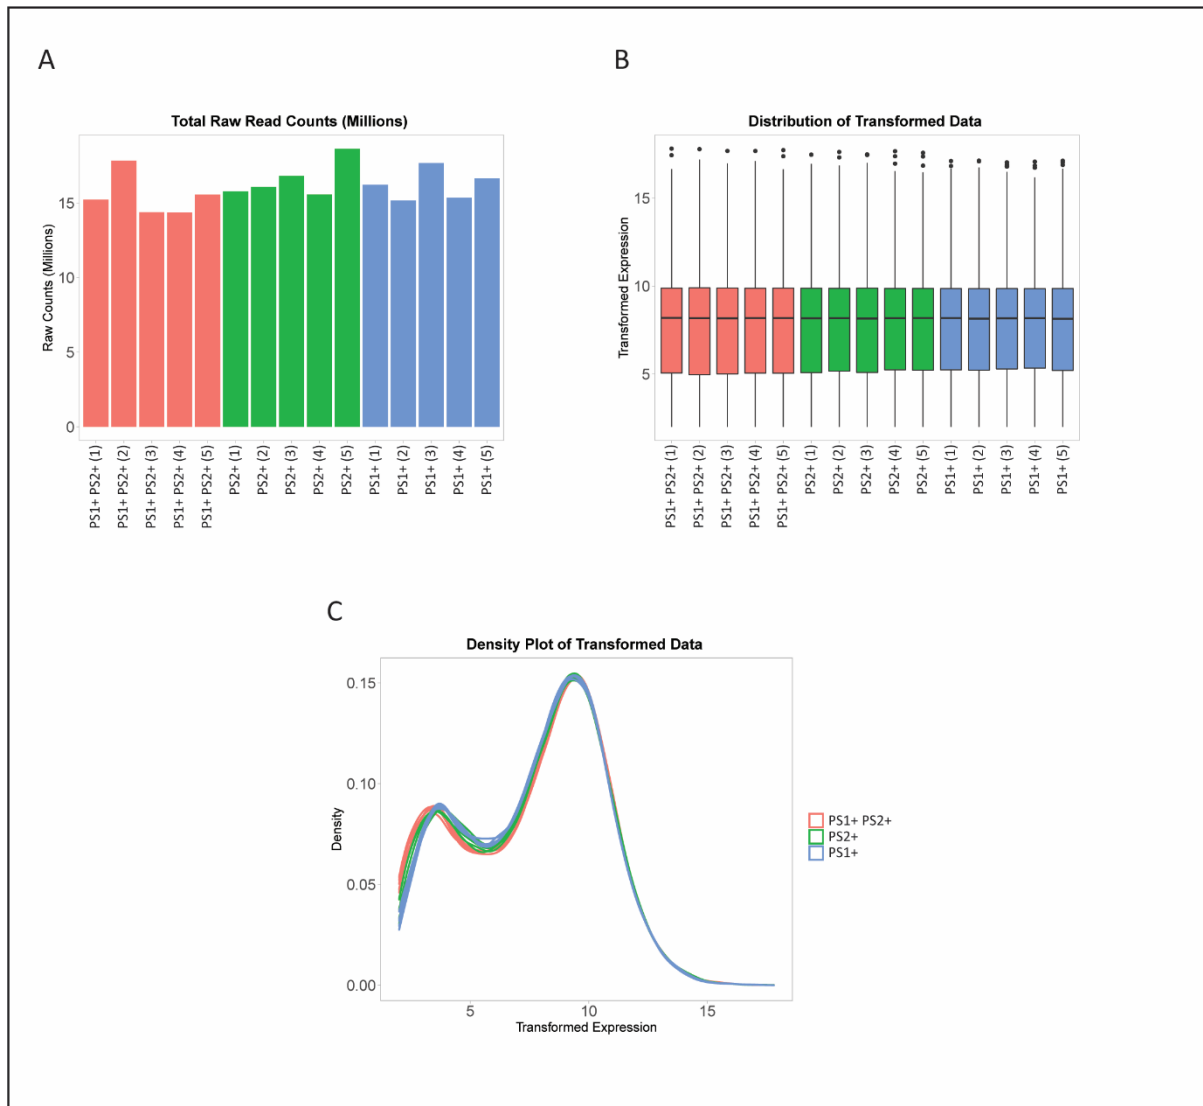 A
B
Total Raw Read Counts (Millions)
Distribution of Transformed Data
Raw Counts (Millions)
15
10
5
0
PS1+ PS2+ (1)
PS1+ PS2+ (2)
PS1+ PS2+ (3)
PS1+ PS2+ (4)
PS1+ PS2+ (5)
PS2+ (1)
PS2+ (2)
PS2+ (3)
PS2+ (4)
PS2+ (5)
PS1+ (1)
PS1+ (2)
PS1+ (3)
PS1+ (4)
PS1+ (5)
Transformed Expression
15
10
5
PS1+ PS2+ (1)
PS1+ PS2+ (2)
PS1+ PS2+ (3)
PS1+ PS2+ (4)
PS1+ PS2+ (5)
PS2+ (1)
PS2+ (2)
PS2+ (3)
PS2+ (4)
PS2+ (5)
PS1+ (1)
PS1+ (2)
PS1+ (3)
PS1+ (4)
PS1+ (5)
C
Density Plot of Transformed Data
Density
0.15
0.10
0.05
0.00
5
10
15
Transformed Expression
PS1+ PS2+
PS2+
PS1+